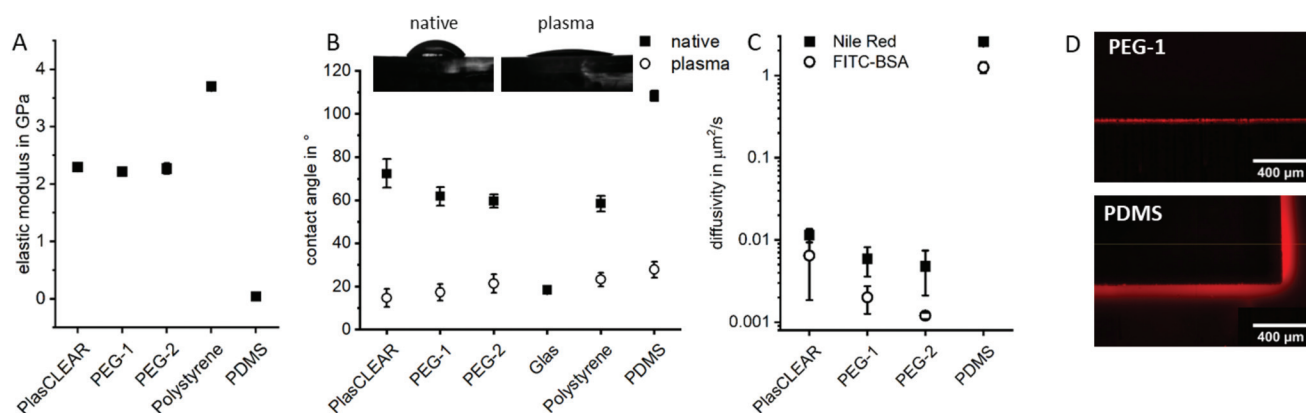 A
elastic modulus in GPa
4
3
2
1
0
PlasCLEAR
PEG-1
PEG-2
Polystyrene
PDMS
B
native
plasma
native
plasma
contact angle in °
120
100
80
60
40
20
0
PlasCLEAR
PEG-1
PEG-2
Glas
Polystyrene
PDMS
C
Nile Red
FITC-BSA
diffusivity in μm²/s
1
0.1
0.01
0.001
PlasCLEAR
PEG-1
PEG-2
PDMS
D
PEG-1
400 μm
PDMS
400 μm